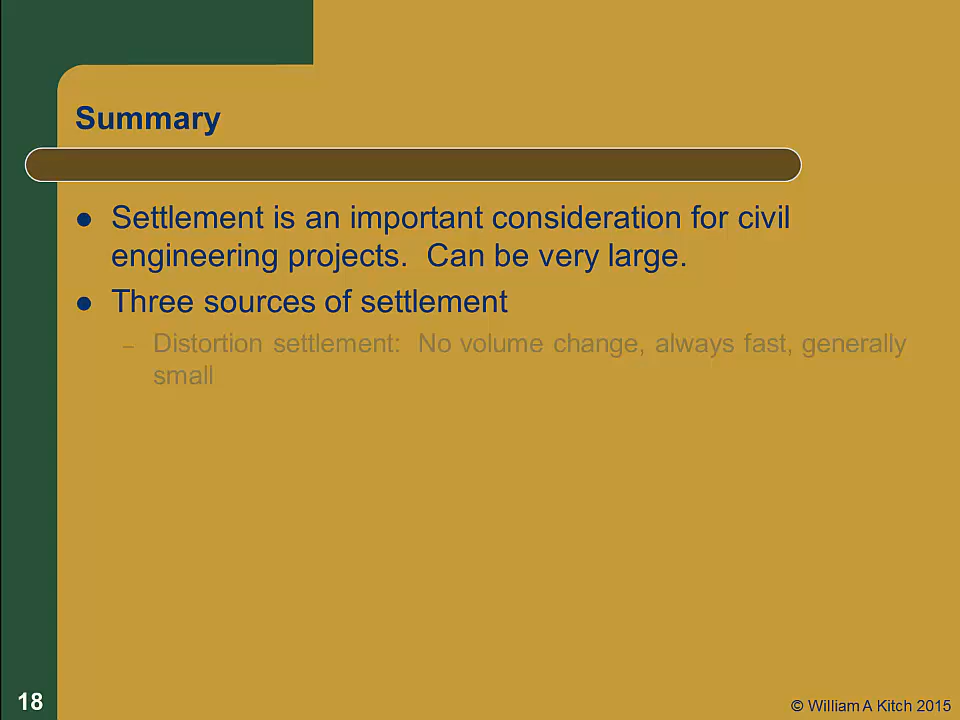 Summary
● Settlement is an important consideration for civil
engineering projects.  Can be very large.
● Three sources of settlement
– Distortion settlement:  No volume change, always fast, generally
small
18
© William A Kitch 2015